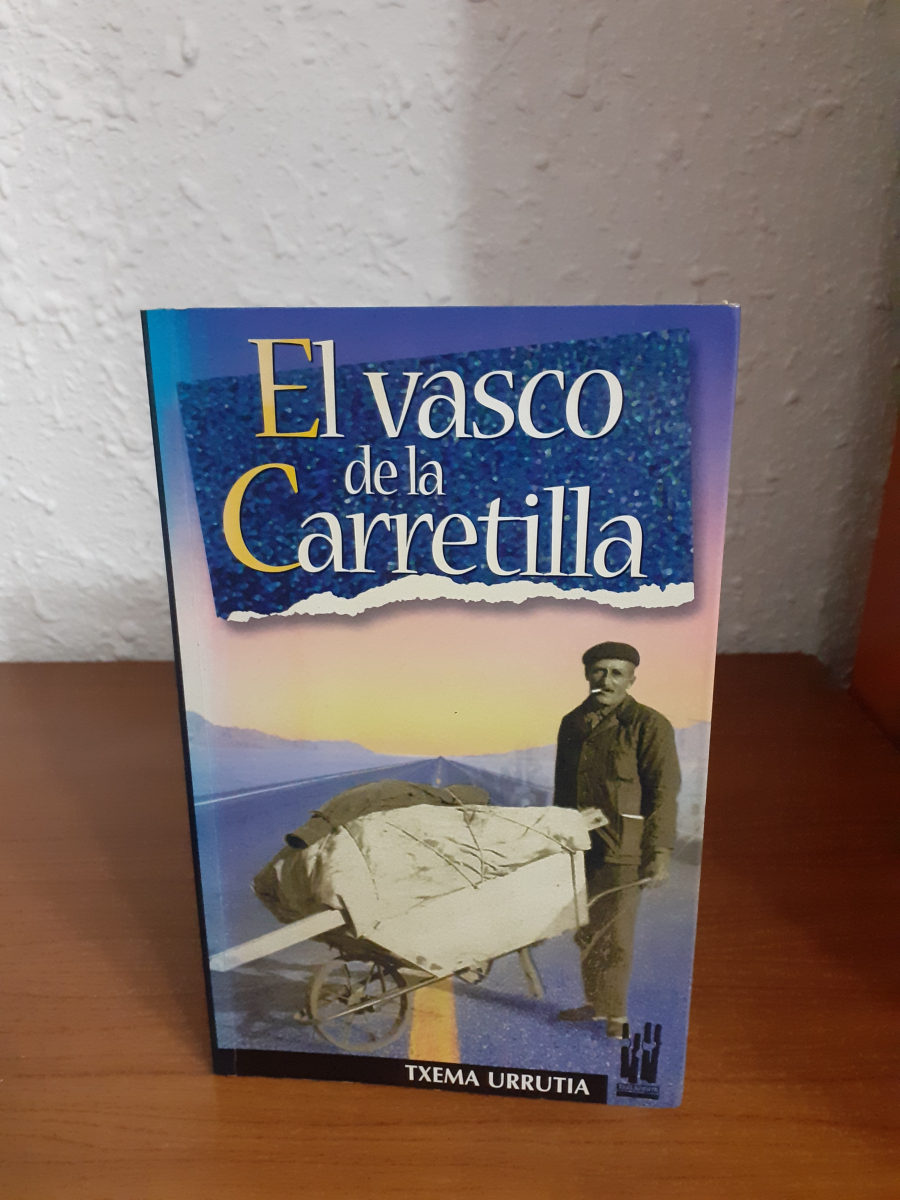 El vasco
de la
Carretilla
TXEMA URRUTIA